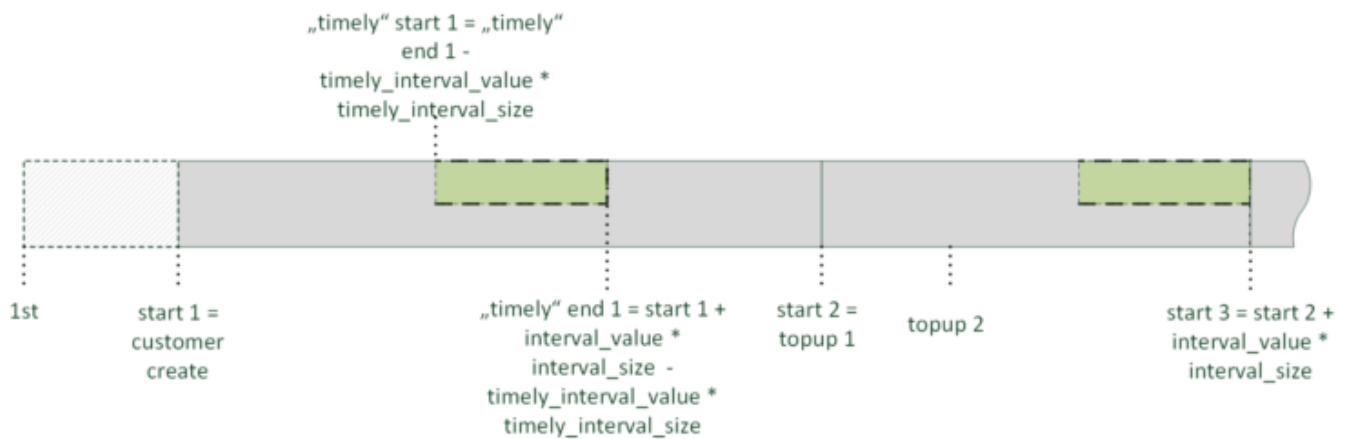 „timely“ start 1 = „timely“
end 1 -
timely_interval_value *
timely_interval_size
1st
start 1 =
customer
create
„timely“ end 1 = start 1 +
interval_value *
interval_size -
timely_interval_value *
timely_interval_size
start 2 =
topup 1
topup 2
start 3 = start 2 +
interval_value *
interval_size